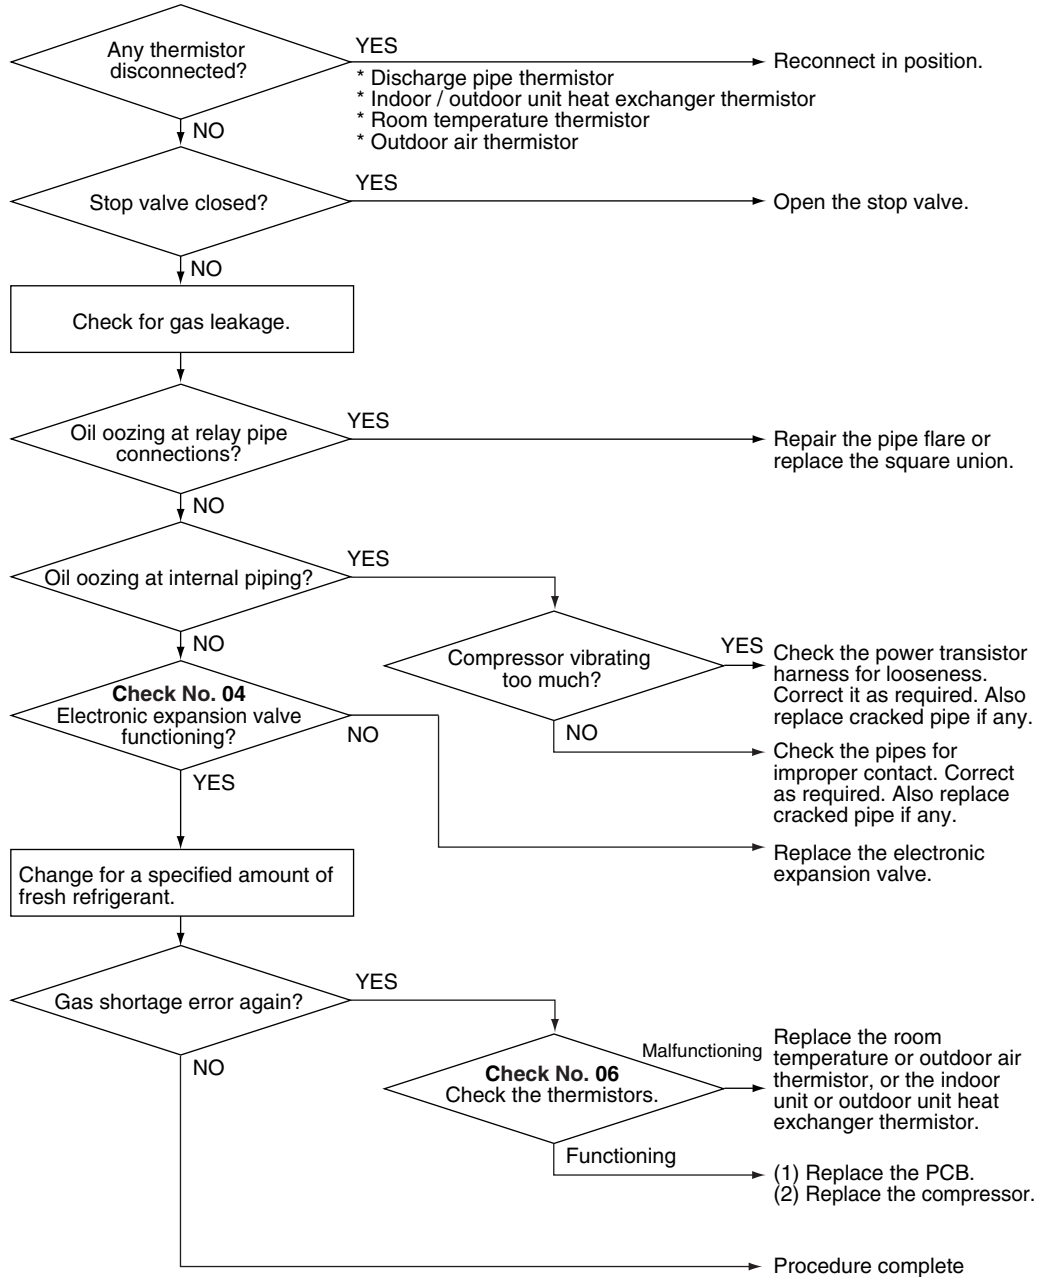 Any thermistor
disconnected?
YES
* Discharge pipe thermistor
* Indoor / outdoor unit heat exchanger thermistor
* Room temperature thermistor
* Outdoor air thermistor
Reconnect in position.
NO
Stop valve closed?
YES
Open the stop valve.
NO
Check for gas leakage.
Oil oozing at relay pipe
connections?
YES
Repair the pipe flare or
replace the square union.
NO
Oil oozing at internal piping?
YES
NO
Compressor vibrating
too much?
YES
Check the power transistor
harness for looseness.
Correct it as required. Also
replace cracked pipe if any.
NO
Check the pipes for
improper contact. Correct
as required. Also replace
cracked pipe if any.
Check No. 04
Electronic expansion valve
functioning?
NO
Replace the electronic
expansion valve.
YES
Change for a specified amount of
fresh refrigerant.
Gas shortage error again?
YES
NO
Check No. 06
Check the thermistors.
Malfunctioning
Replace the room
temperature or outdoor air
thermistor, or the indoor
unit or outdoor unit heat
exchanger thermistor.
Functioning
(1) Replace the PCB.
(2) Replace the compressor.
Procedure complete